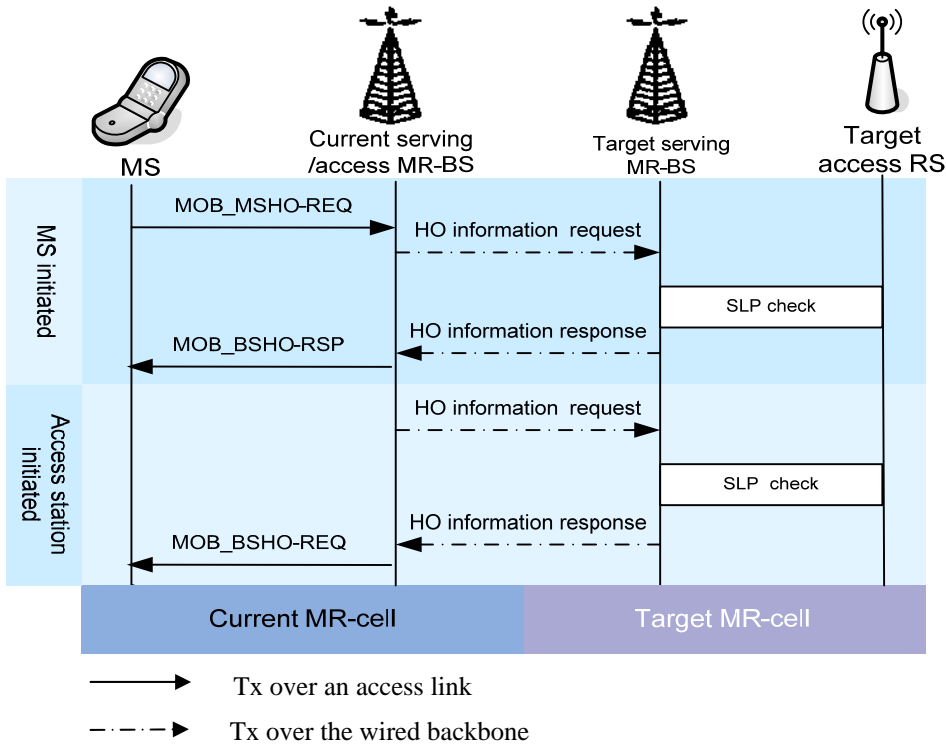 MS
Current serving
/access MR-BS
Target serving
MR-BS
Target
access RS
MS initiated
MOB_MSHO-REQ
HO information request
SLP check
HO information response
MOB_BSHO-RSP
Access station
initiated
HO information request
SLP check
HO information response
MOB_BSHO-REQ
Current MR-cell
Target MR-cell
Tx over an access link
Tx over the wired backbone